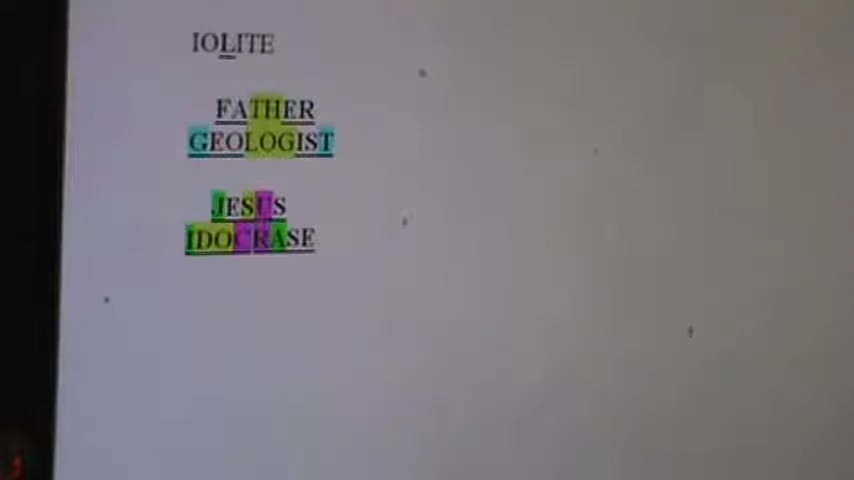 IOLITE
FATHER
GEOLOGIST
JESUS
IDOCRASE